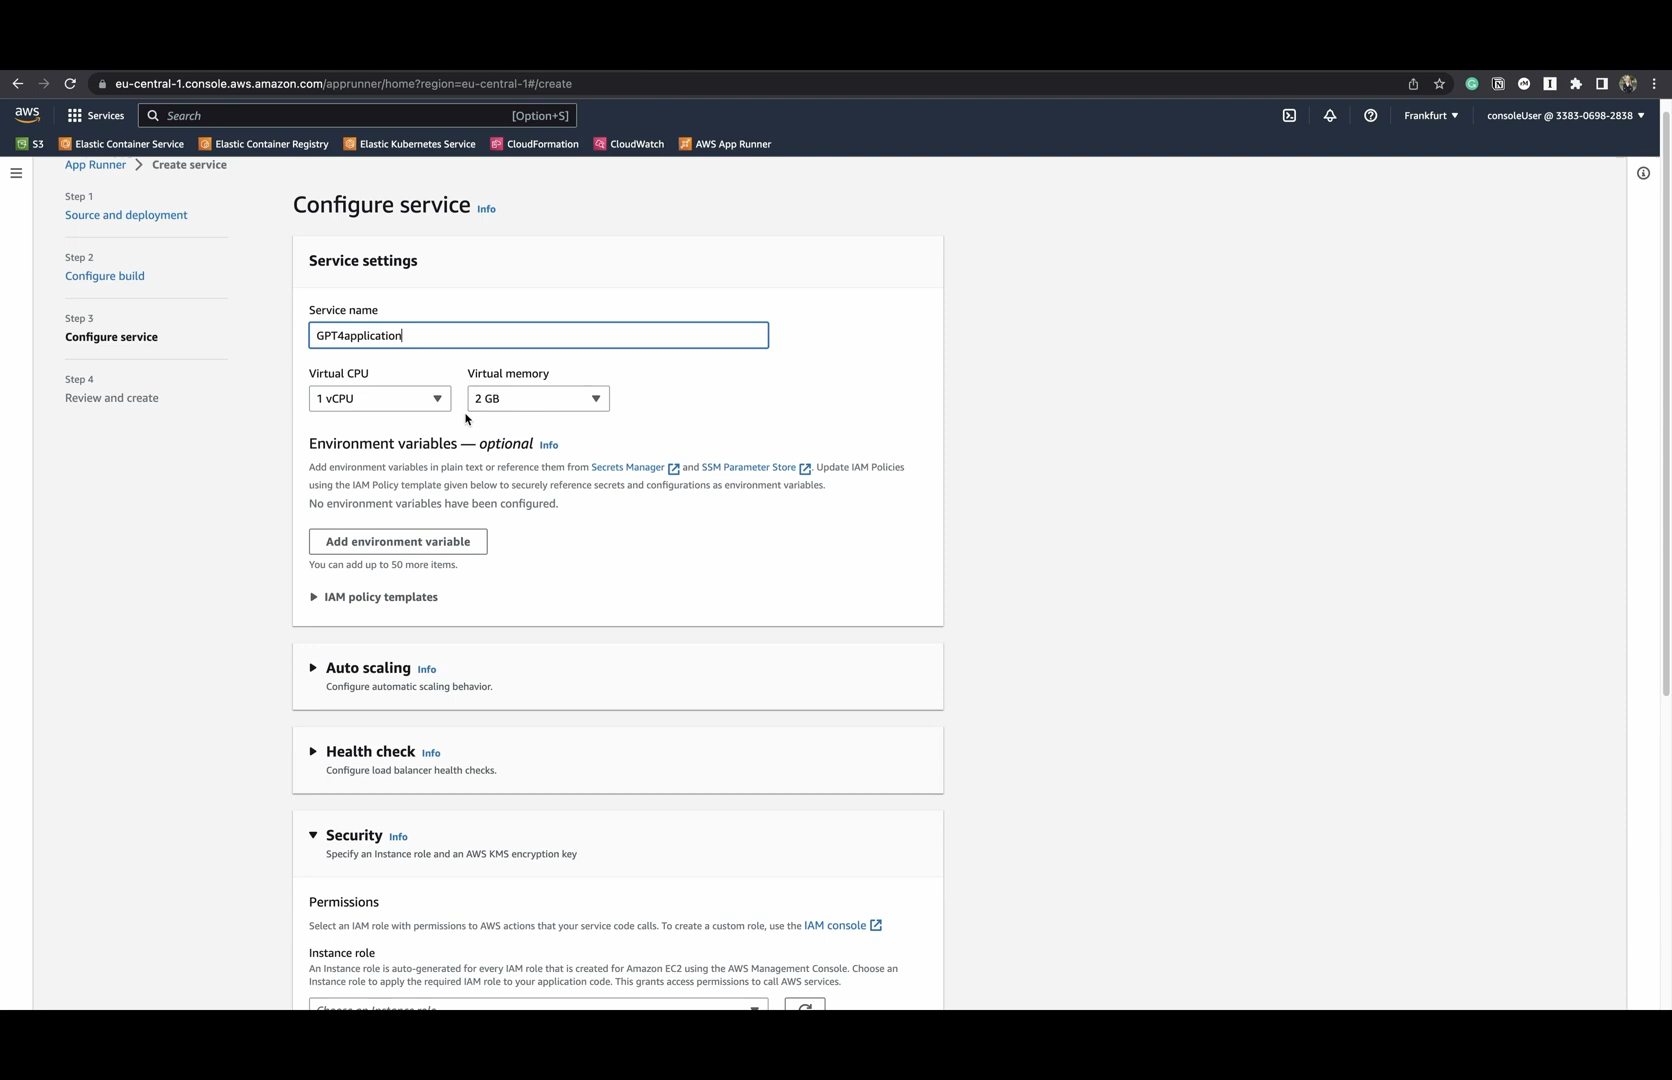 eu-central-1.console.aws.amazon.com/apprunner/home?region=eu-central-1#/create
aws
Services
Search
[Option+S]
Frankfurt
consoleUser @ 3383-0698-2838
S3
Elastic Container Service
Elastic Container Registry
Elastic Kubernetes Service
CloudFormation
CloudWatch
AWS App Runner
App Runner
Create service
Step 1
Source and deployment
Step 2
Configure build
Step 3
Configure service
Step 4
Review and create
Configure service Info
Service settings
Service name
GPT4application
Virtual CPU
Virtual memory
1 vCPU
2 GB
Environment variables — optional Info
Add environment variables in plain text or reference them from Secrets Manager and SSM Parameter Store. Update IAM Policies
using the IAM Policy template given below to securely reference secrets and configurations as environment variables.
No environment variables have been configured.
Add environment variable
You can add up to 50 more items.
IAM policy templates
Auto scaling Info
Configure automatic scaling behavior.
Health check Info
Configure load balancer health checks.
Security Info
Specify an Instance role and an AWS KMS encryption key
Permissions
Select an IAM role with permissions to AWS actions that your service code calls. To create a custom role, use the IAM console
Instance role
An Instance role is auto-generated for every IAM role that is created for Amazon EC2 using the AWS Management Console. Choose an
Instance role to apply the required IAM role to your application code. This grants access permissions to call AWS services.
Choose an Instance role